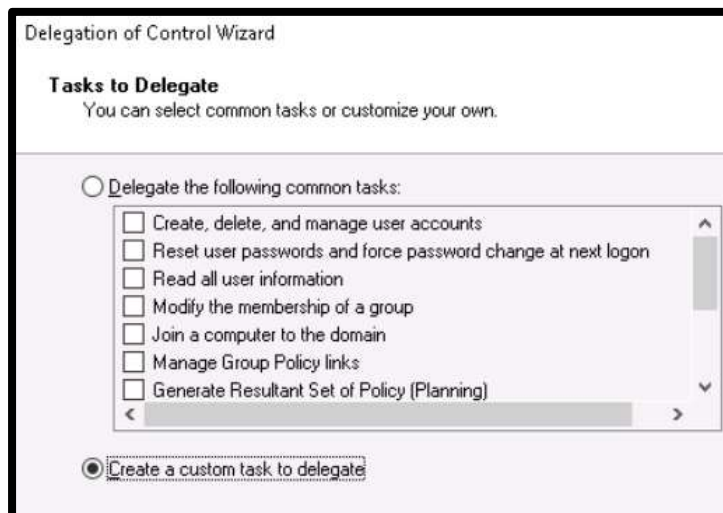 Delegation of Control Wizard
Tasks to Delegate
You can select common tasks or customize your own.
Delegate the following common tasks:
Create, delete, and manage user accounts
Reset user passwords and force password change at next logon
Read all user information
Modify the membership of a group
Join a computer to the domain
Manage Group Policy links
Generate Resultant Set of Policy (Planning)
Create a custom task to delegate